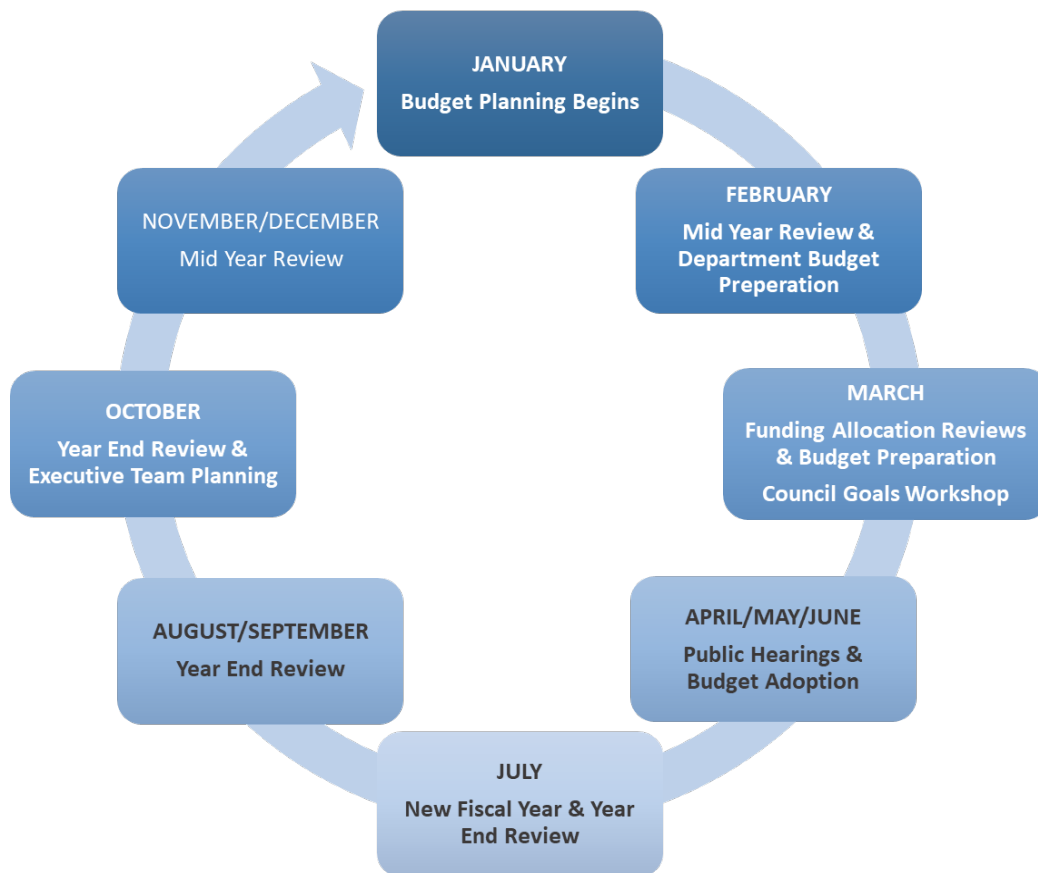 JANUARY
Budget Planning Begins
FEBRUARY
Mid Year Review &
Department Budget
Preperation
MARCH
Funding Allocation Reviews
& Budget Preparation
Council Goals Workshop
APRIL/MAY/JUNE
Public Hearings &
Budget Adoption
JULY
New Fiscal Year & Year
End Review
AUGUST/SEPTEMBER
Year End Review
OCTOBER
Year End Review &
Executive Team Planning
NOVEMBER/DECEMBER
Mid Year Review